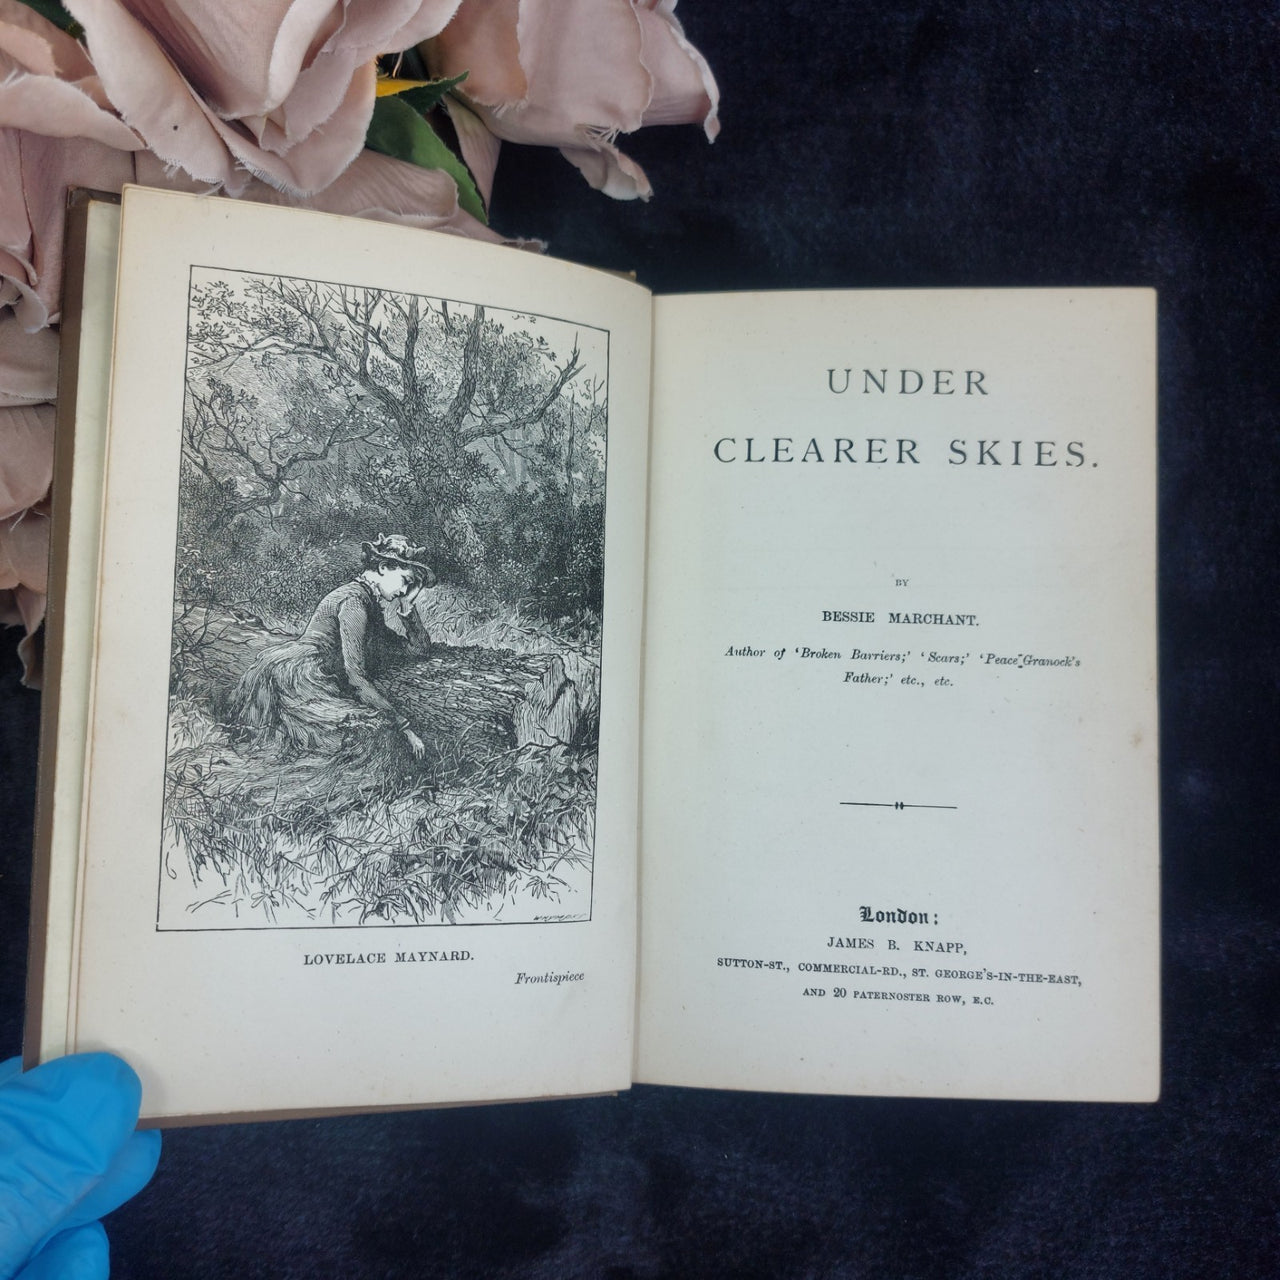 LOVELACE MAYNARD.
Frontispiece
UNDER
CLEARER SKIES.
BY
BESSIE MARCHANT.
Author of ‘Broken Barriers;’ ‘Scars;’ ‘Peace Granock's
Father;’ etc., etc.
London:
JAMES B. KNAPP,
SUTTON-ST., COMMERCIAL-RD., ST. GEORGE'S-IN-THE-EAST,
AND 20 PATERNOSTER ROW, E.C.